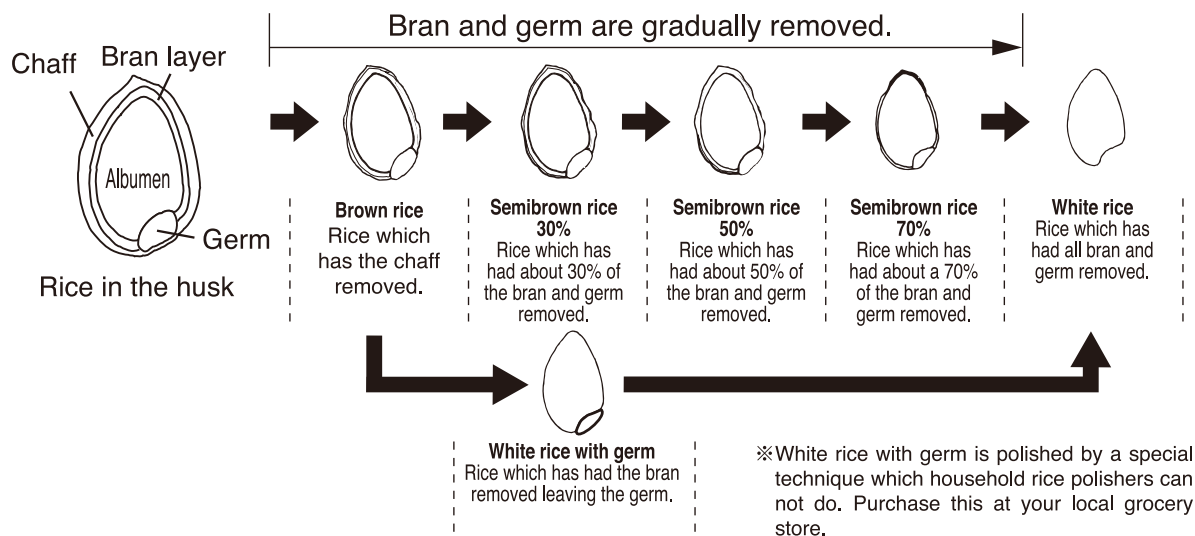 Bran and germ are gradually removed.
Chaff
Bran layer
Albumen
Germ
Rice in the husk
Brown rice
Rice which
has the chaff
removed.
Semibrown rice
30%
Rice which has
had about 30% of
the bran and germ
removed.
Semibrown rice
50%
Rice which has
had about 50% of
the bran and germ
removed.
Semibrown rice
70%
Rice which has
had about a 70%
of the bran and
germ removed.
White rice
Rice which has
had all bran and
germ removed.
White rice with germ
Rice which has had the bran
removed leaving the germ.
※White rice with germ is polished by a special
technique which household rice polishers can
not do. Purchase this at your local grocery
store.